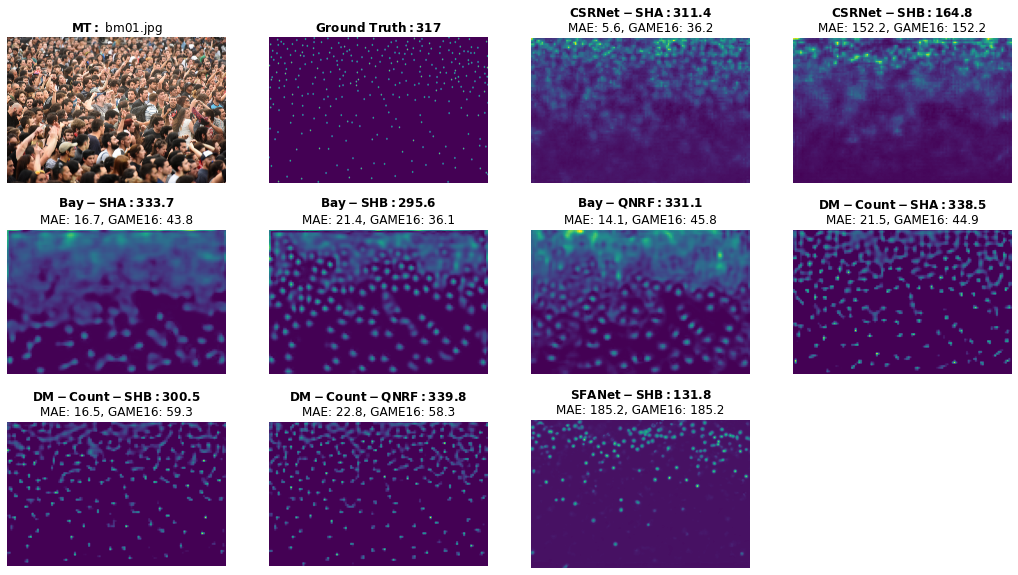 MT: bm01.jpg
Ground Truth: 317
CSRNet − SHA: 311.4
MAE: 5.6, GAME16: 36.2
CSRNet − SHB: 164.8
MAE: 152.2, GAME16: 152.2
Bay − SHA: 333.7
MAE: 16.7, GAME16: 43.8
Bay − SHB: 295.6
MAE: 21.4, GAME16: 36.1
Bay − QNRF: 331.1
MAE: 14.1, GAME16: 45.8
DM − Count − SHA: 338.5
MAE: 21.5, GAME16: 44.9
DM − Count − SHB: 300.5
MAE: 16.5, GAME16: 59.3
DM − Count − QNRF: 339.8
MAE: 22.8, GAME16: 58.3
SFANet − SHB: 131.8
MAE: 185.2, GAME16: 185.2